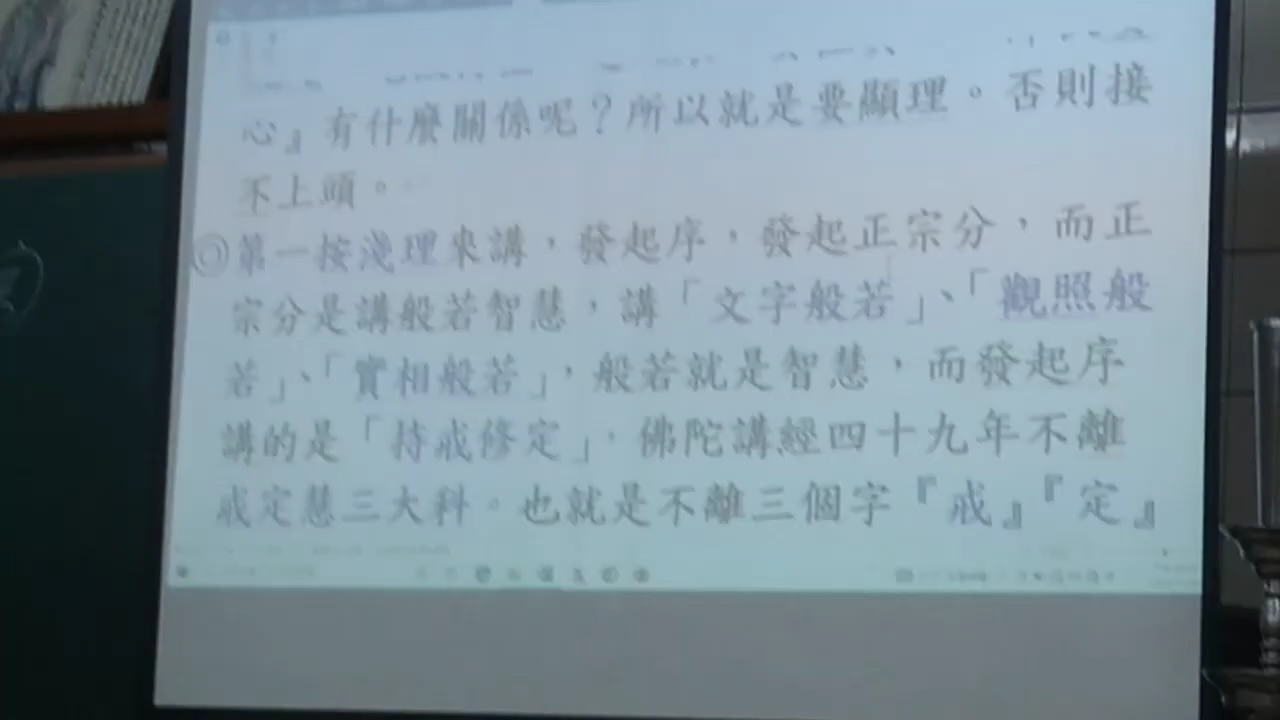 心』有什麼關係呢？所以就是要顯理。否則接
不上頭。
◎第一按淺理來講，發起序，發起正宗分，而正
宗分是講般若智慧，講「文字般若」、「觀照般
若」、「實相般若」，般若就是智慧，而發起序
講的是「持戒修定」，佛陀講經四十九年不離
戒定慧三大科。也就是不離三個字『戒』『定』